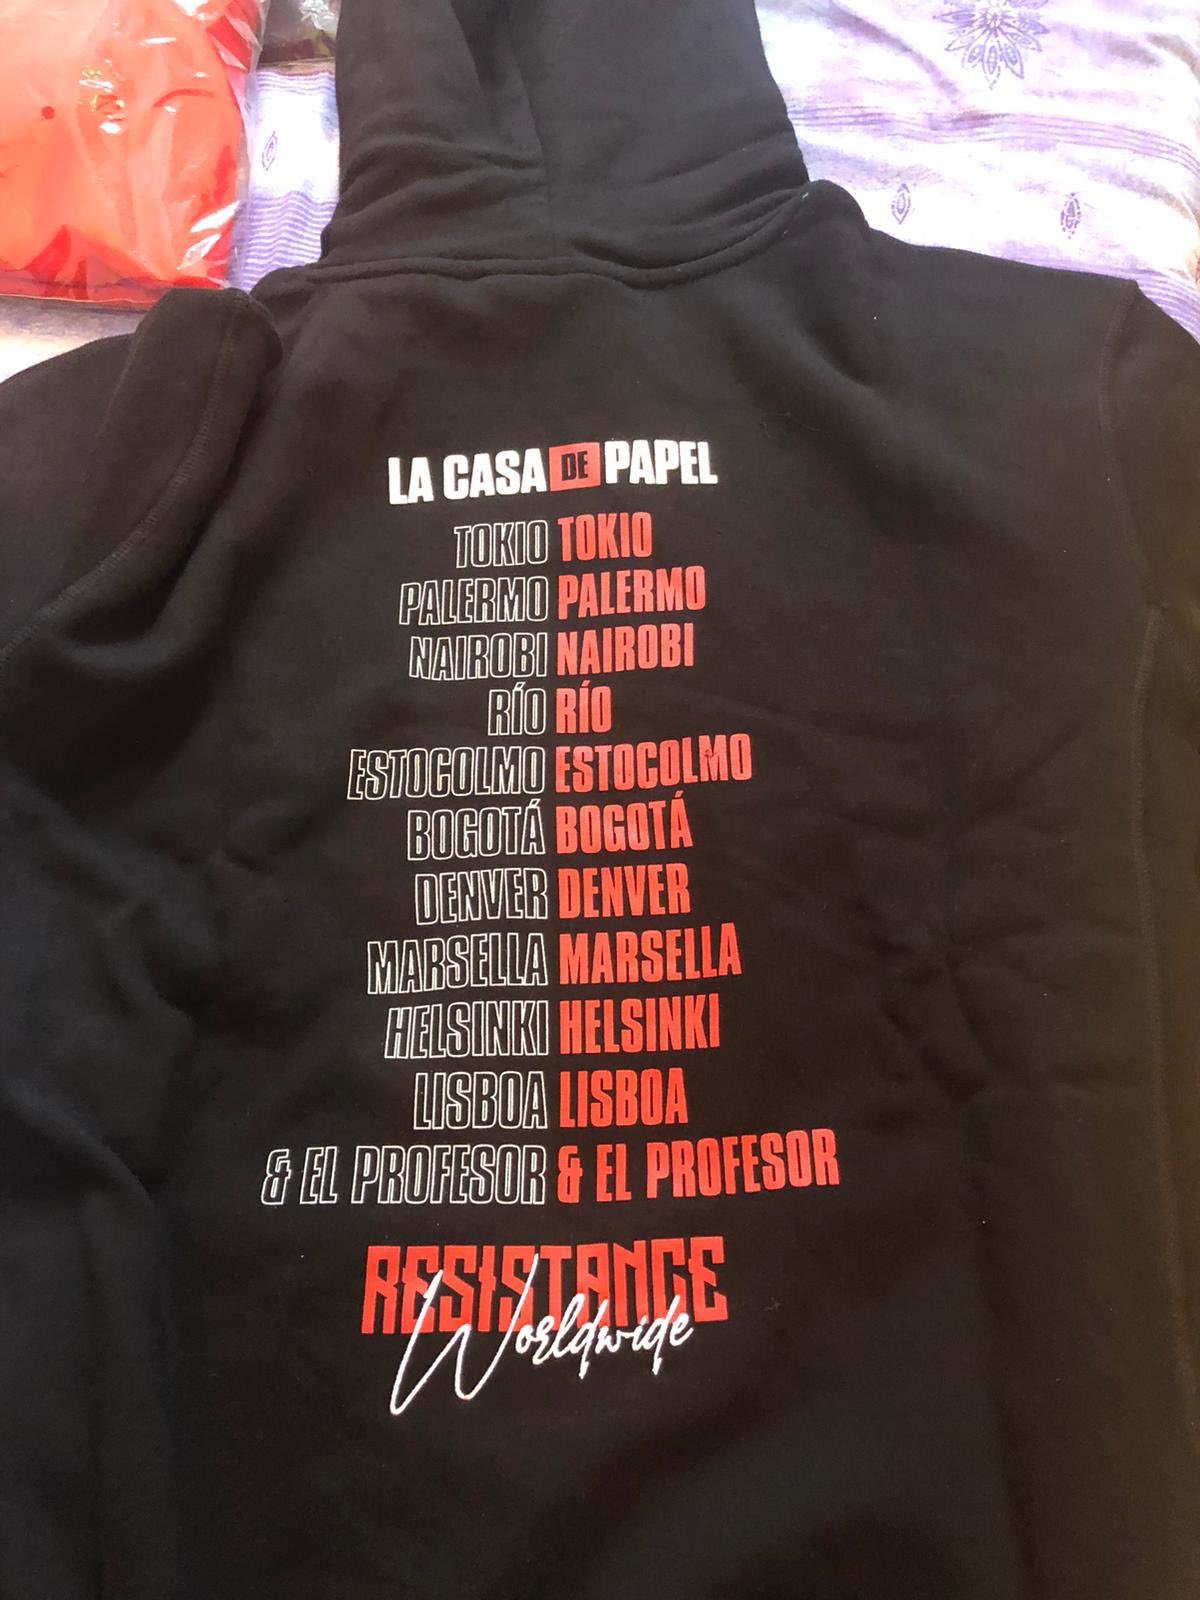 LA CASA DE PAPEL
TOKIO TOKIO
PALERMO PALERMO
NAIROBI NAIROBI
RÍO RÍO
ESTOCOLMO ESTOCOLMO
BOGOTÁ BOGOTÁ
DENVER DENVER
MARSELLA MARSELLA
HELSINKI HELSINKI
LISBOA LISBOA
& EL PROFESOR & EL PROFESOR
RESISTANCE
Worldwide